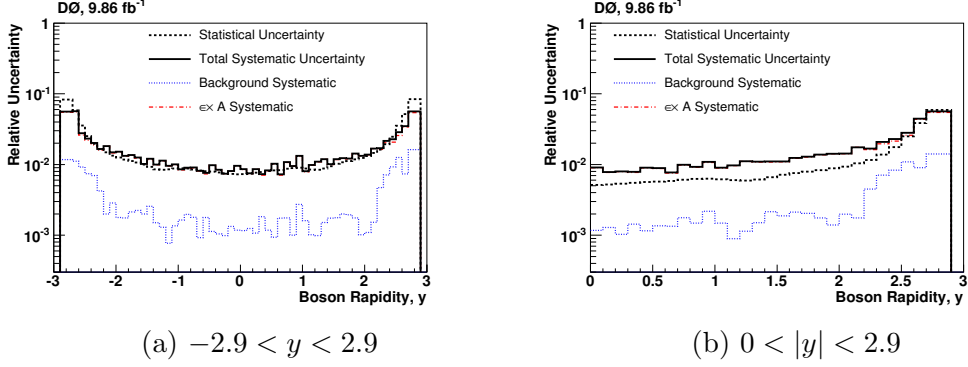 DØ, 9.86 fb⁻¹
Relative Uncertainty
1
10⁻¹
10⁻²
10⁻³
Statistical Uncertainty
Total Systematic Uncertainty
Background Systematic
∈× A Systematic
-3 -2 -1 0 1 2 3
Boson Rapidity, y
(a) −2.9 < y < 2.9
DØ, 9.86 fb⁻¹
Relative Uncertainty
1
10⁻¹
10⁻²
10⁻³
Statistical Uncertainty
Total Systematic Uncertainty
Background Systematic
∈× A Systematic
0 0.5 1 1.5 2 2.5 3
Boson Rapidity, y
(b) 0 < |y| < 2.9